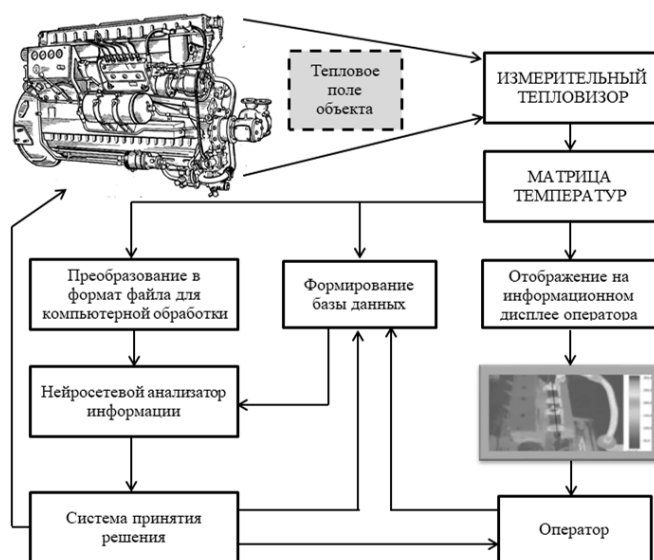 Тепловое
поле
объекта
ИЗМЕРИТЕЛЬНЫЙ
ТЕПЛОВИЗОР
МАТРИЦА
ТЕМПЕРАТУР
Преобразование в
формат файла для
компьютерной обработки
Формирование
базы данных
Отображение на
информационном
дисплее оператора
Нейросетевой анализатор
информации
Система принятия
решения
Оператор